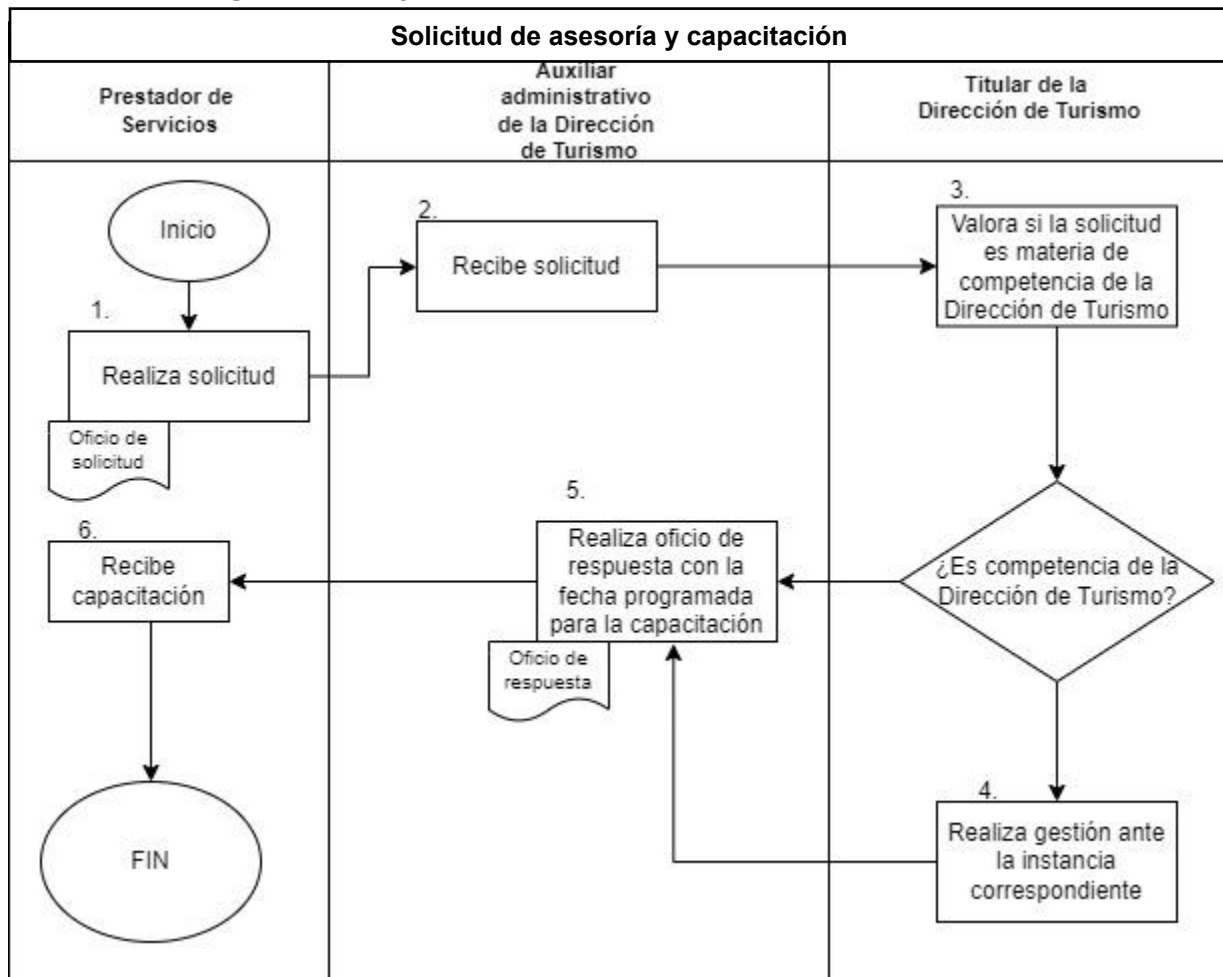 Solicitud de asesoría y capacitación
Prestador de
Servicios
Auxiliar
administrativo
de la Dirección
de Turismo
Titular de la
Dirección de Turismo
Inicio
1.
Realiza solicitud
Oficio de
solicitud
2.
Recibe solicitud
3.
Valora si la solicitud
es materia de
competencia de la
Dirección de Turismo
¿Es competencia de la
Dirección de Turismo?
4.
Realiza gestión ante
la instancia
correspondiente
5.
Realiza oficio de
respuesta con la
fecha programada
para la capacitación
Oficio de
respuesta
6.
Recibe
capacitación
FIN